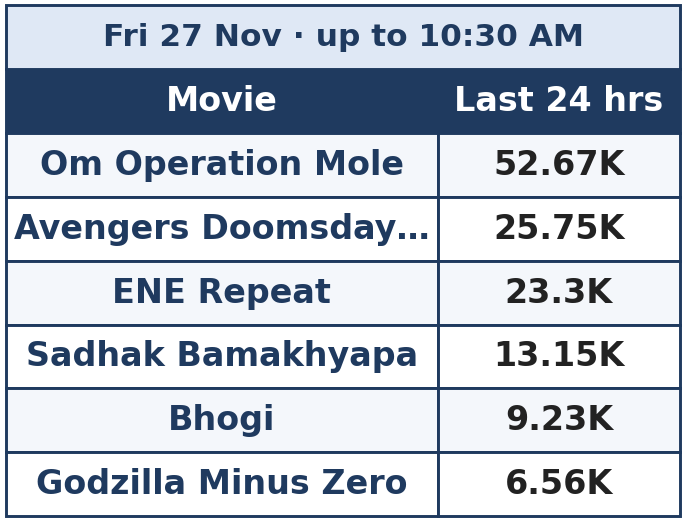 Fri 27 Nov · up to 10:30 AM
Movie Last 24 hrs
Om Operation Mole 52.67K
Avengers Doomsday... 25.75K
ENE Repeat 23.3K
Sadhak Bamakhyapa 13.15K
Bhogi 9.23K
Godzilla Minus Zero 6.56K